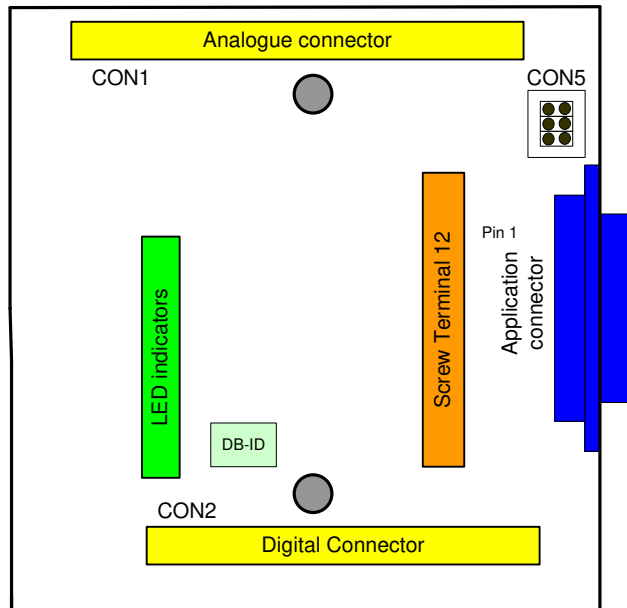 Analogue connector
CON1
CON5
Pin 1
Application
connector
Screw Terminal 12
LED indicators
DB-ID
CON2
Digital Connector